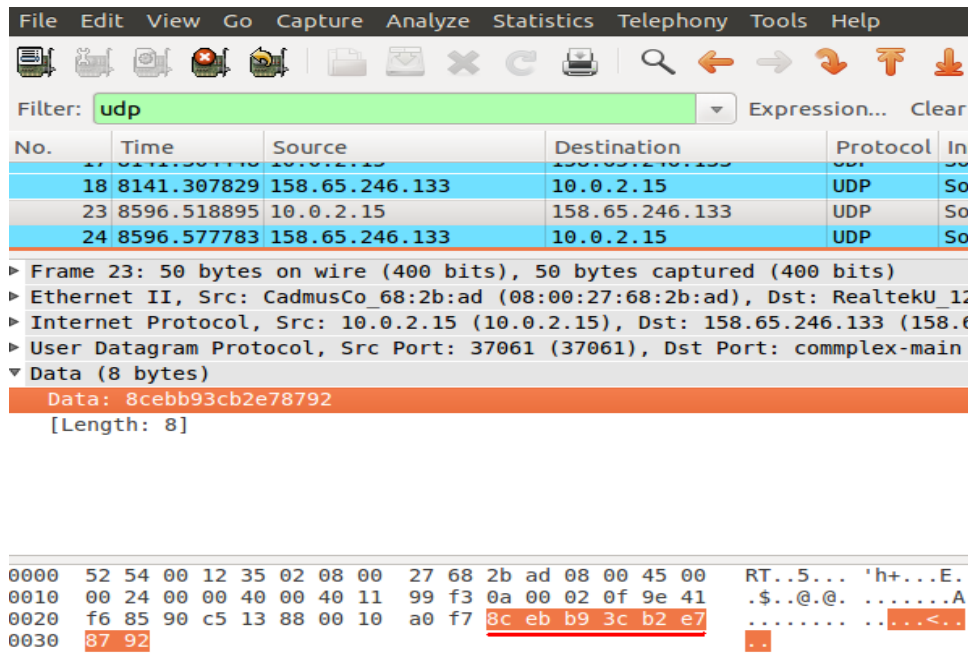 File Edit View Go Capture Analyze Statistics Telephony Tools Help
Filter: udp Expression... Clear
No. Time Source Destination Protocol In
18 8141.307829 158.65.246.133 10.0.2.15 UDP So
23 8596.518895 10.0.2.15 158.65.246.133 UDP So
24 8596.577783 158.65.246.133 10.0.2.15 UDP So
Frame 23: 50 bytes on wire (400 bits), 50 bytes captured (400 bits)
Ethernet II, Src: CadmusCo_68:2b:ad (08:00:27:68:2b:ad), Dst: RealtekU_12
Internet Protocol, Src: 10.0.2.15 (10.0.2.15), Dst: 158.65.246.133 (158.6
User Datagram Protocol, Src Port: 37061 (37061), Dst Port: commplex-main
Data (8 bytes)
Data: 8cebb93cb2e78792
[Length: 8]
0000 52 54 00 12 35 02 08 00 27 68 2b ad 08 00 45 00 RT..5... 'h+...E.
0010 00 24 00 00 40 00 40 11 99 f3 0a 00 02 0f 9e 41 .$..@.@. .......A
0020 f6 85 90 c5 13 88 00 10 a0 f7 8c eb b9 3c b2 e7 ........ .....<..
0030 87 92 ..